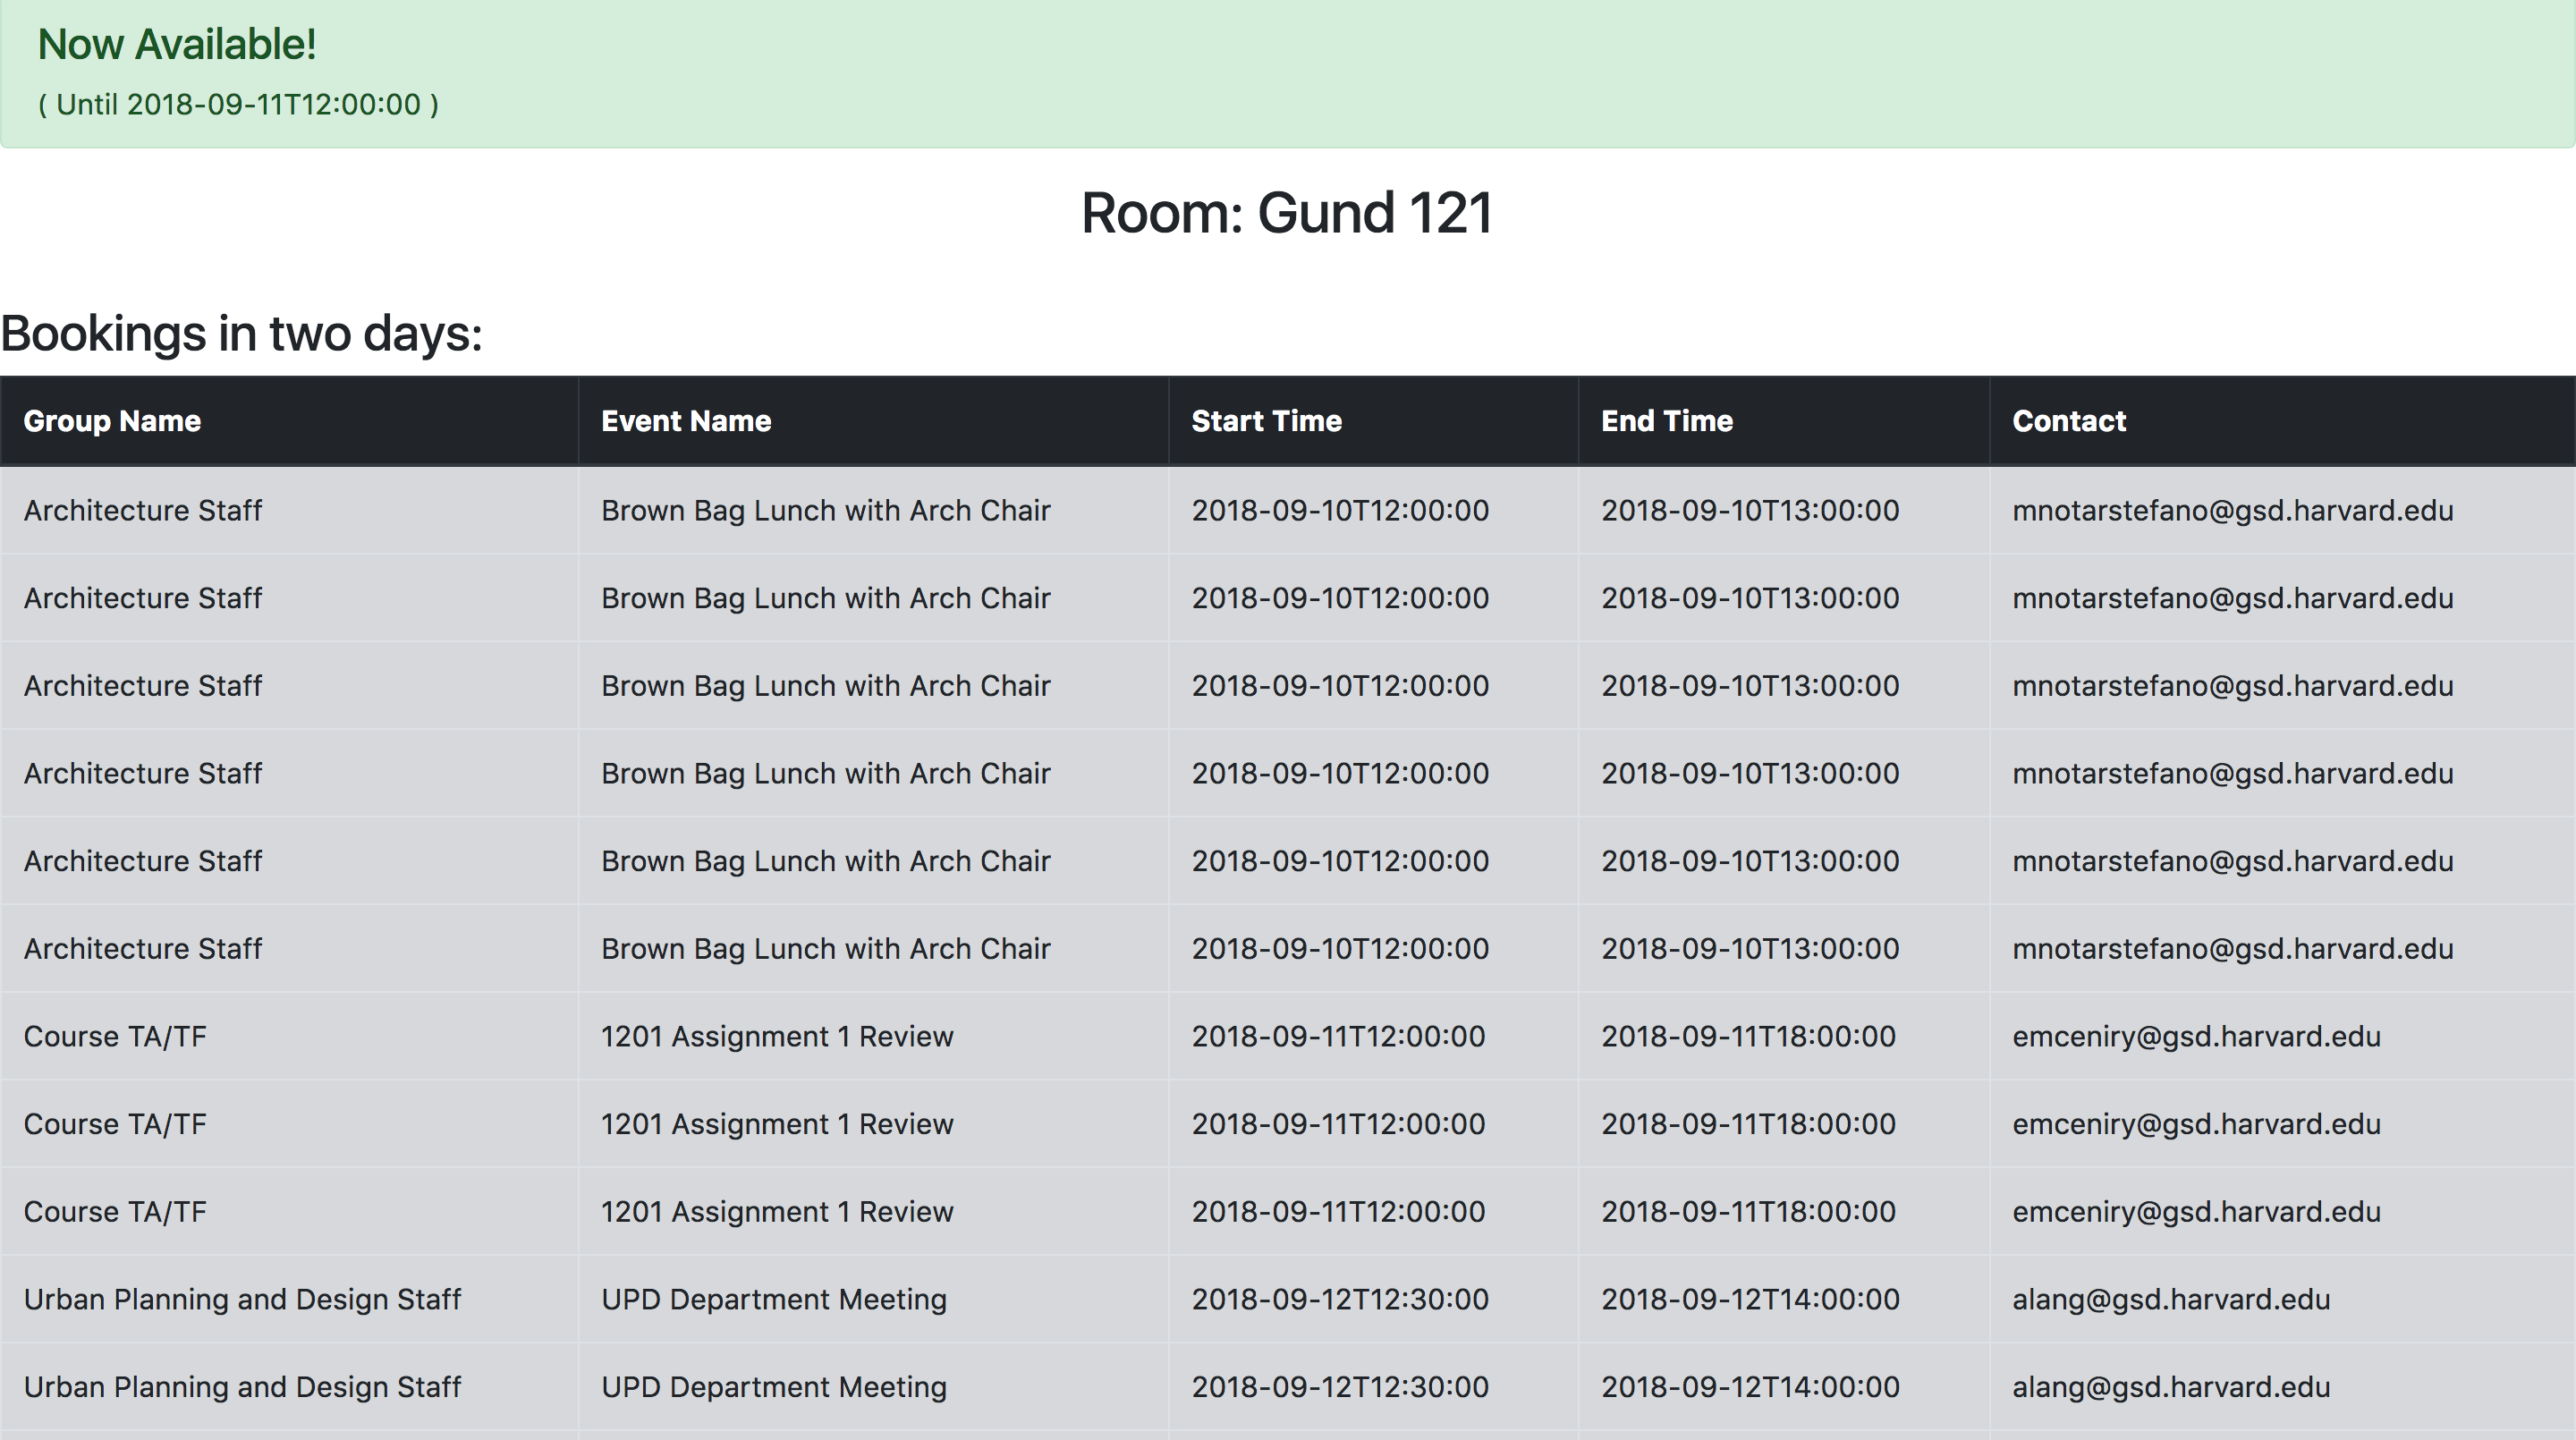 Now Available!
( Until 2018-09-11T12:00:00 )
Room: Gund 121
Bookings in two days:
Group Name Event Name Start Time End Time Contact
Architecture Staff Brown Bag Lunch with Arch Chair 2018-09-10T12:00:00 2018-09-10T13:00:00 mnotarstefano@gsd.harvard.edu
Architecture Staff Brown Bag Lunch with Arch Chair 2018-09-10T12:00:00 2018-09-10T13:00:00 mnotarstefano@gsd.harvard.edu
Architecture Staff Brown Bag Lunch with Arch Chair 2018-09-10T12:00:00 2018-09-10T13:00:00 mnotarstefano@gsd.harvard.edu
Architecture Staff Brown Bag Lunch with Arch Chair 2018-09-10T12:00:00 2018-09-10T13:00:00 mnotarstefano@gsd.harvard.edu
Architecture Staff Brown Bag Lunch with Arch Chair 2018-09-10T12:00:00 2018-09-10T13:00:00 mnotarstefano@gsd.harvard.edu
Architecture Staff Brown Bag Lunch with Arch Chair 2018-09-10T12:00:00 2018-09-10T13:00:00 mnotarstefano@gsd.harvard.edu
Course TA/TF 1201 Assignment 1 Review 2018-09-11T12:00:00 2018-09-11T18:00:00 emceniry@gsd.harvard.edu
Course TA/TF 1201 Assignment 1 Review 2018-09-11T12:00:00 2018-09-11T18:00:00 emceniry@gsd.harvard.edu
Course TA/TF 1201 Assignment 1 Review 2018-09-11T12:00:00 2018-09-11T18:00:00 emceniry@gsd.harvard.edu
Urban Planning and Design Staff UPD Department Meeting 2018-09-12T12:30:00 2018-09-12T14:00:00 alang@gsd.harvard.edu
Urban Planning and Design Staff UPD Department Meeting 2018-09-12T12:30:00 2018-09-12T14:00:00 alang@gsd.harvard.edu